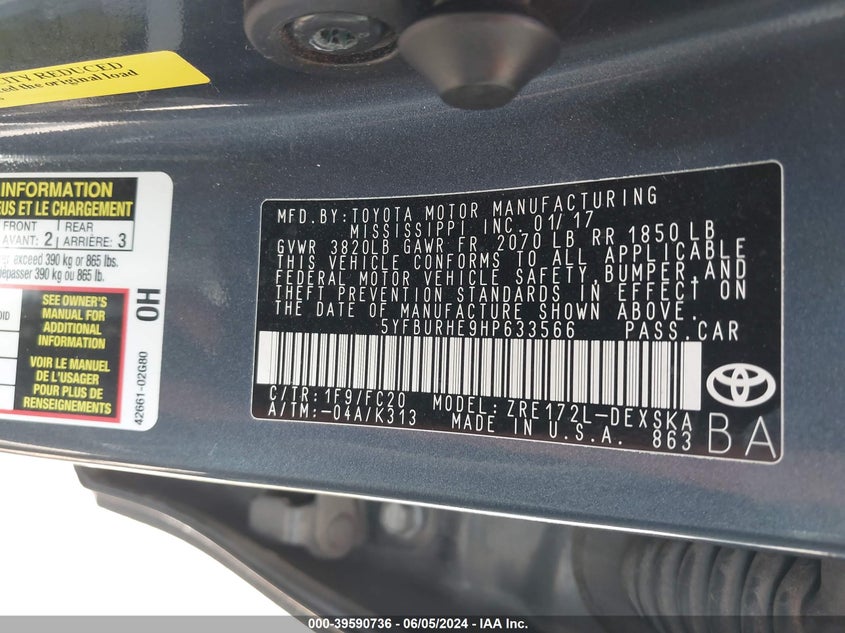 CITY REDUCED
the original load
INFORMATION
ET LE CHARGEMENT
FRONT
AVANT: 2
REAR
ARRIÈRE: 3
exceed 390 kg or 865 lbs.
390 kg ou 865 lb.
SEE OWNER'S
MANUAL FOR
ADDITIONAL
INFORMATION
VOIR LE MANUEL
DE L'USAGER
POUR PLUS DE
RENSEIGNEMENTS
OH
42661-02G80
MFD. BY: TOYOTA MOTOR MANUFACTURING
MISSISSIPPI INC. 01/17
GVWR 3820LB GAWR FR. 2070 LB RR 1850 LB
THIS VEHICLE CONFORMS TO ALL APPLICABLE
FEDERAL MOTOR VEHICLE SAFETY, BUMPER, AND
THEFT PREVENTION STANDARDS IN EFFECT ON
THE DATE OF MANUFACTURE SHOWN ABOVE.
5YFBURHE9HP633566 PASS. CAR
C/TR: 1F9/FC20 MODEL: ZRE172L-DEXSKA
A/TM: -04A/K313 MADE IN U.S.A. 863
BA
000-39590736 - 06/05/2024 - IAA Inc.